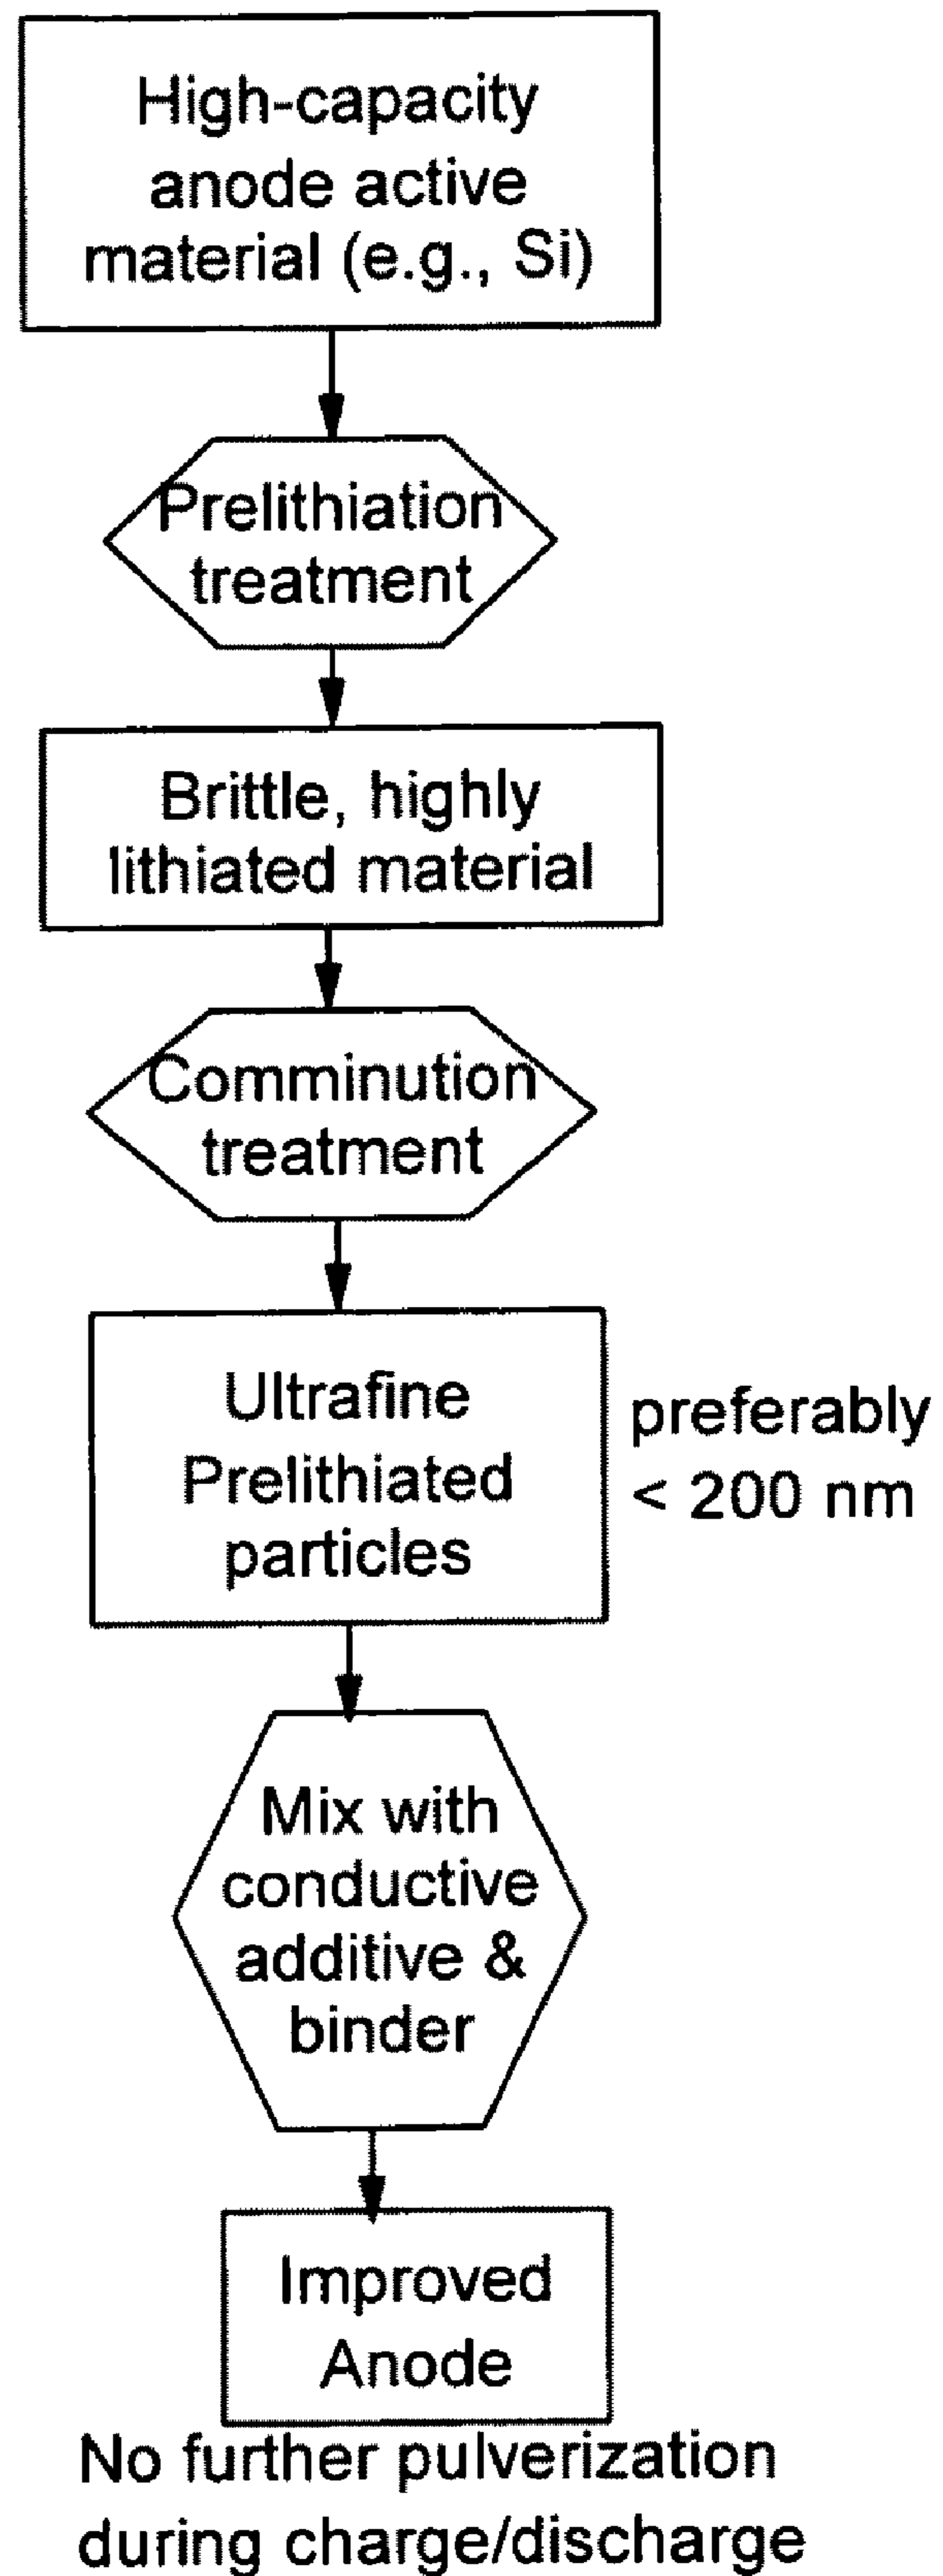 High-capacity
anode active
material (e.g., Si)
Prelithiation
treatment
Brittle, highly
lithiated material
Comminution
treatment
Ultrafine
Prelithiated
particles
preferably
< 200 nm
Mix with
conductive
additive &
binder
Improved
Anode
No further pulverization
during charge/discharge